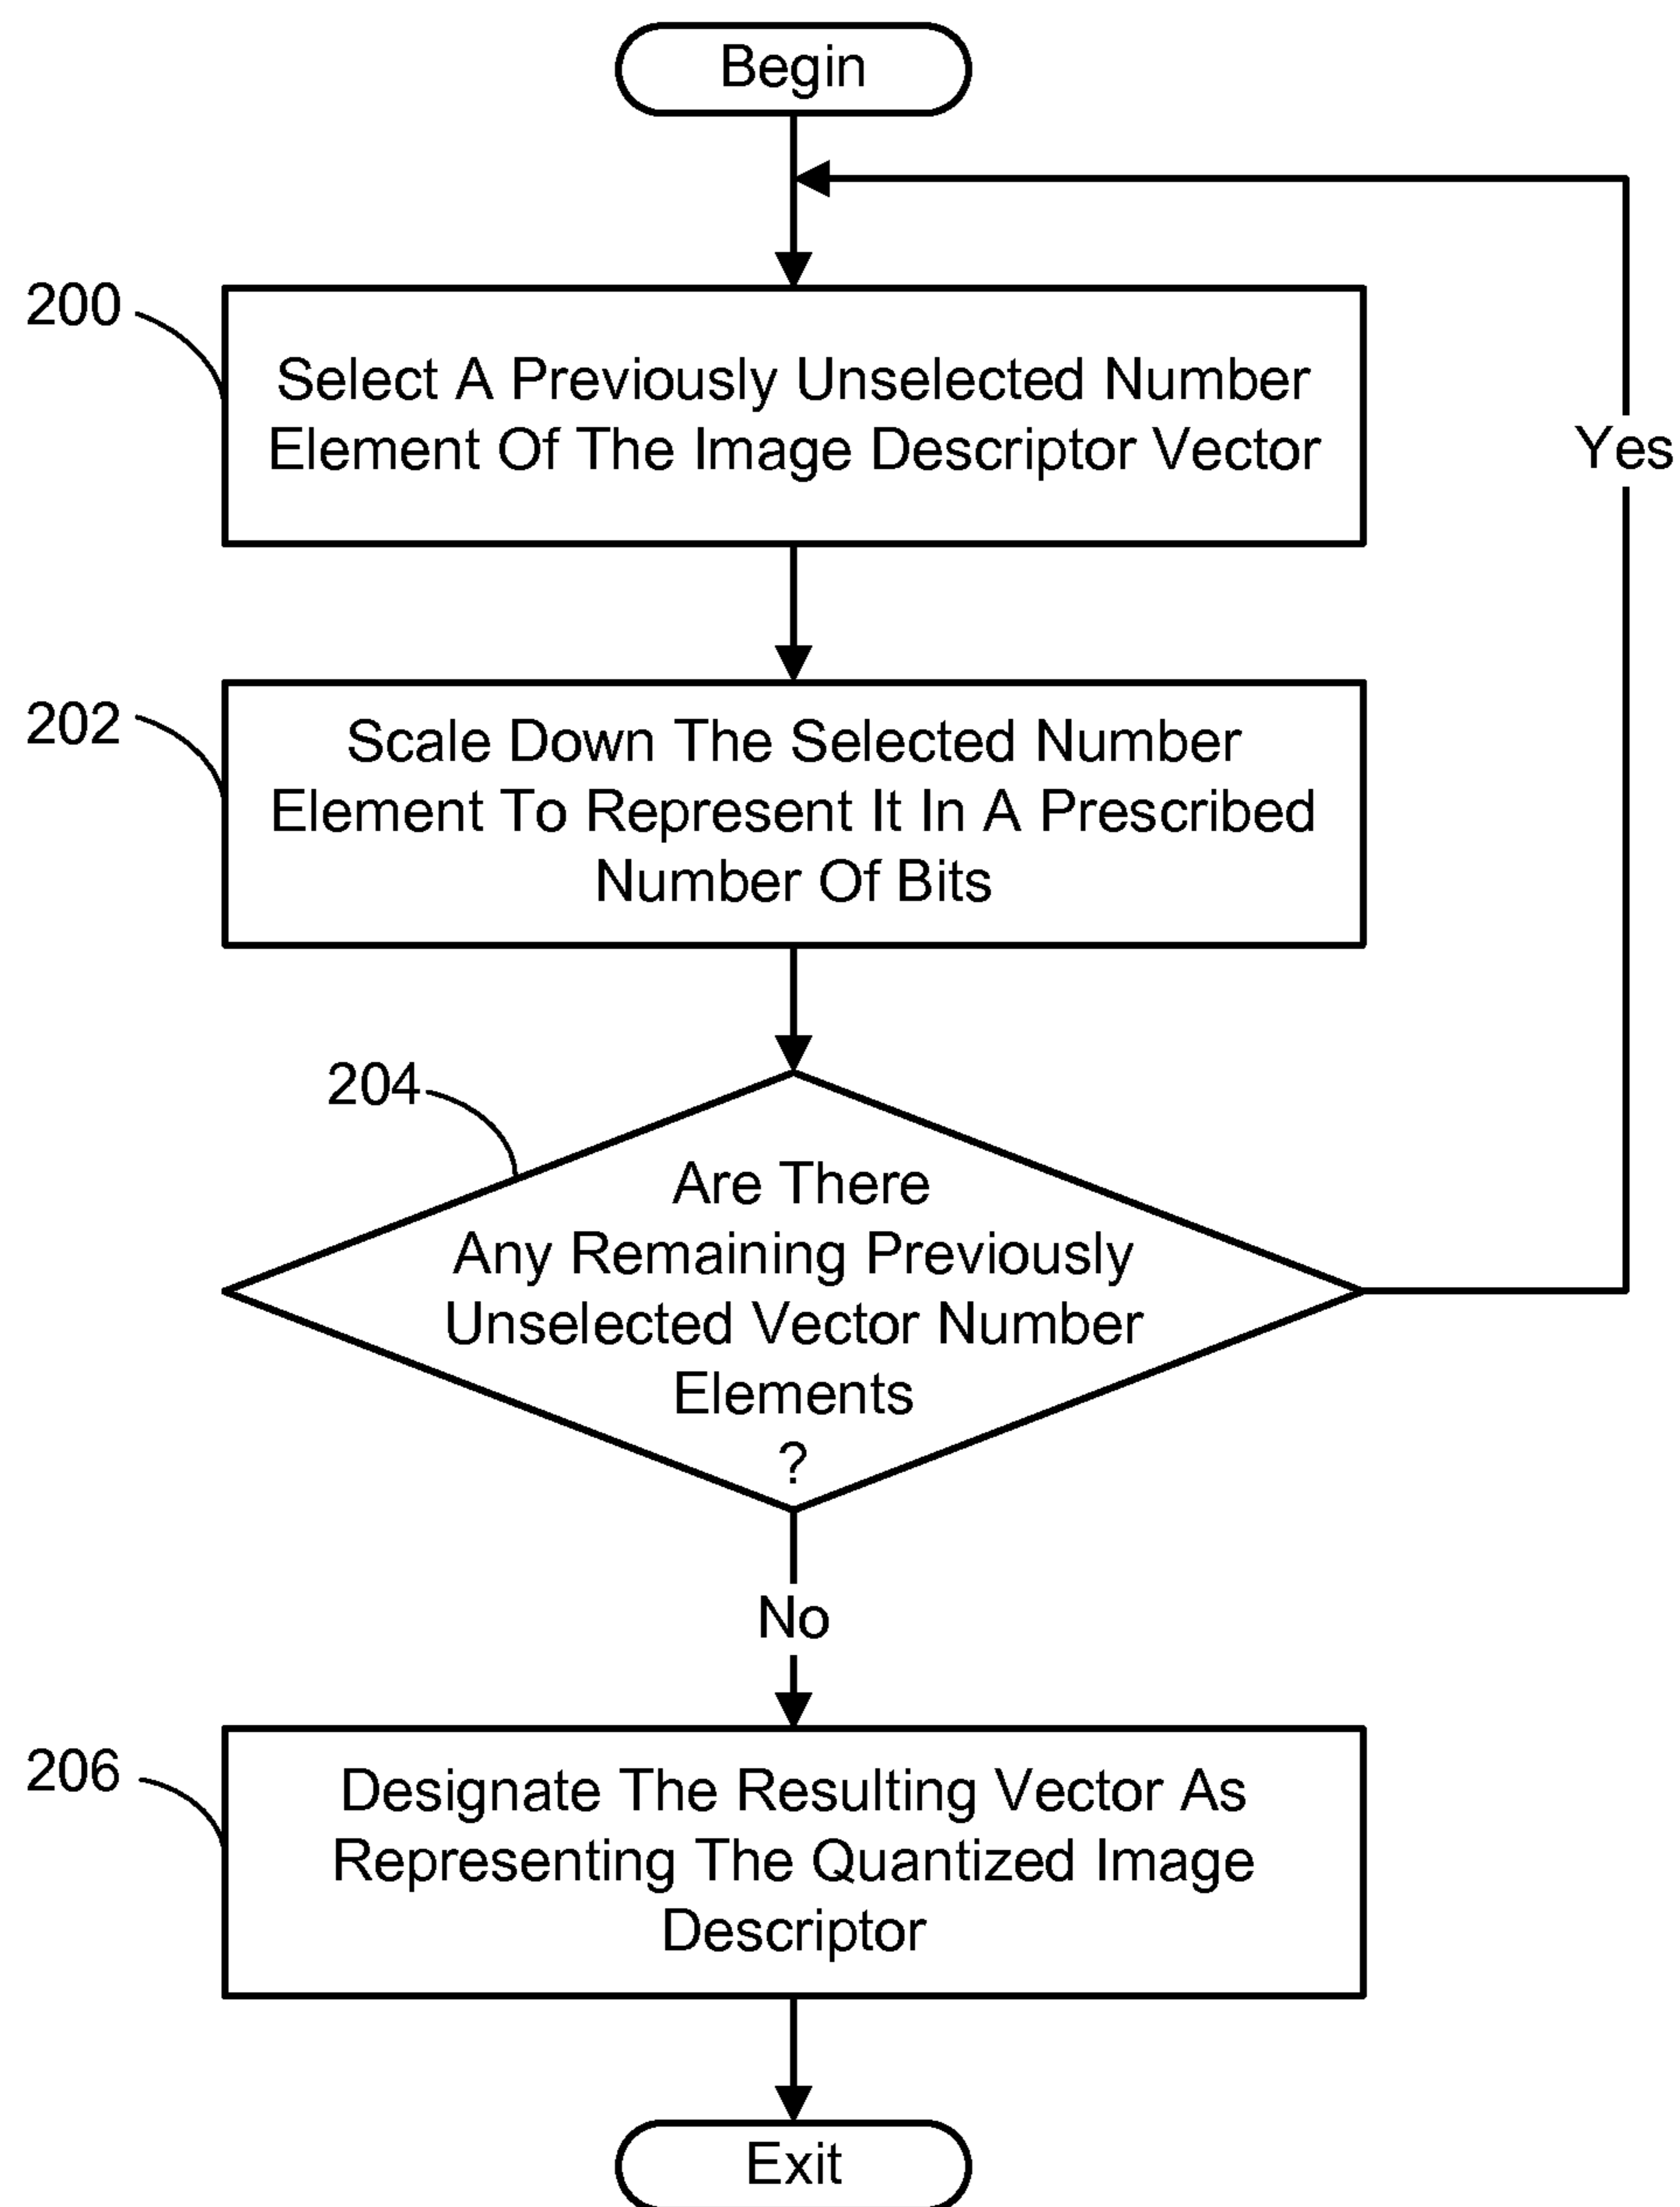 Begin
200
Select A Previously Unselected Number
Element Of The Image Descriptor Vector
Yes
202
Scale Down The Selected Number
Element To Represent It In A Prescribed
Number Of Bits
204
Are There
Any Remaining Previously
Unselected Vector Number
Elements
?
No
206
Designate The Resulting Vector As
Representing The Quantized Image
Descriptor
Exit